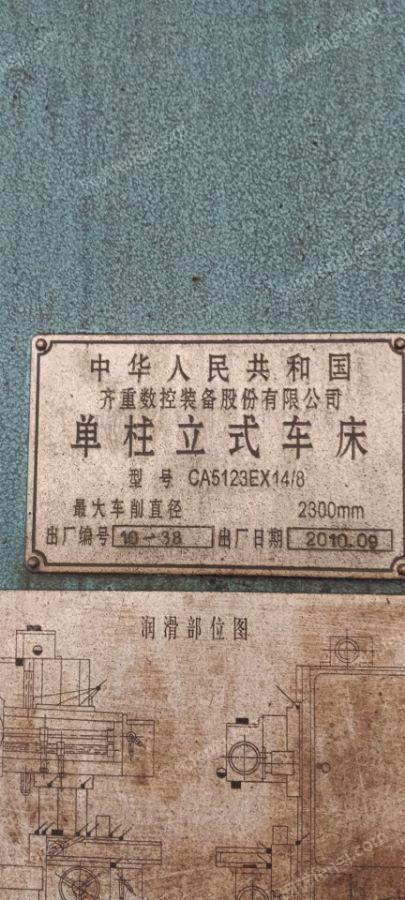 中华人民共和国
齐重数控装备股份有限公司
单柱立式车床
型号 CA5123EX14/8
最大车削直径 2300mm
出厂编号 10-38 出厂日期 2010.09
润滑部位图